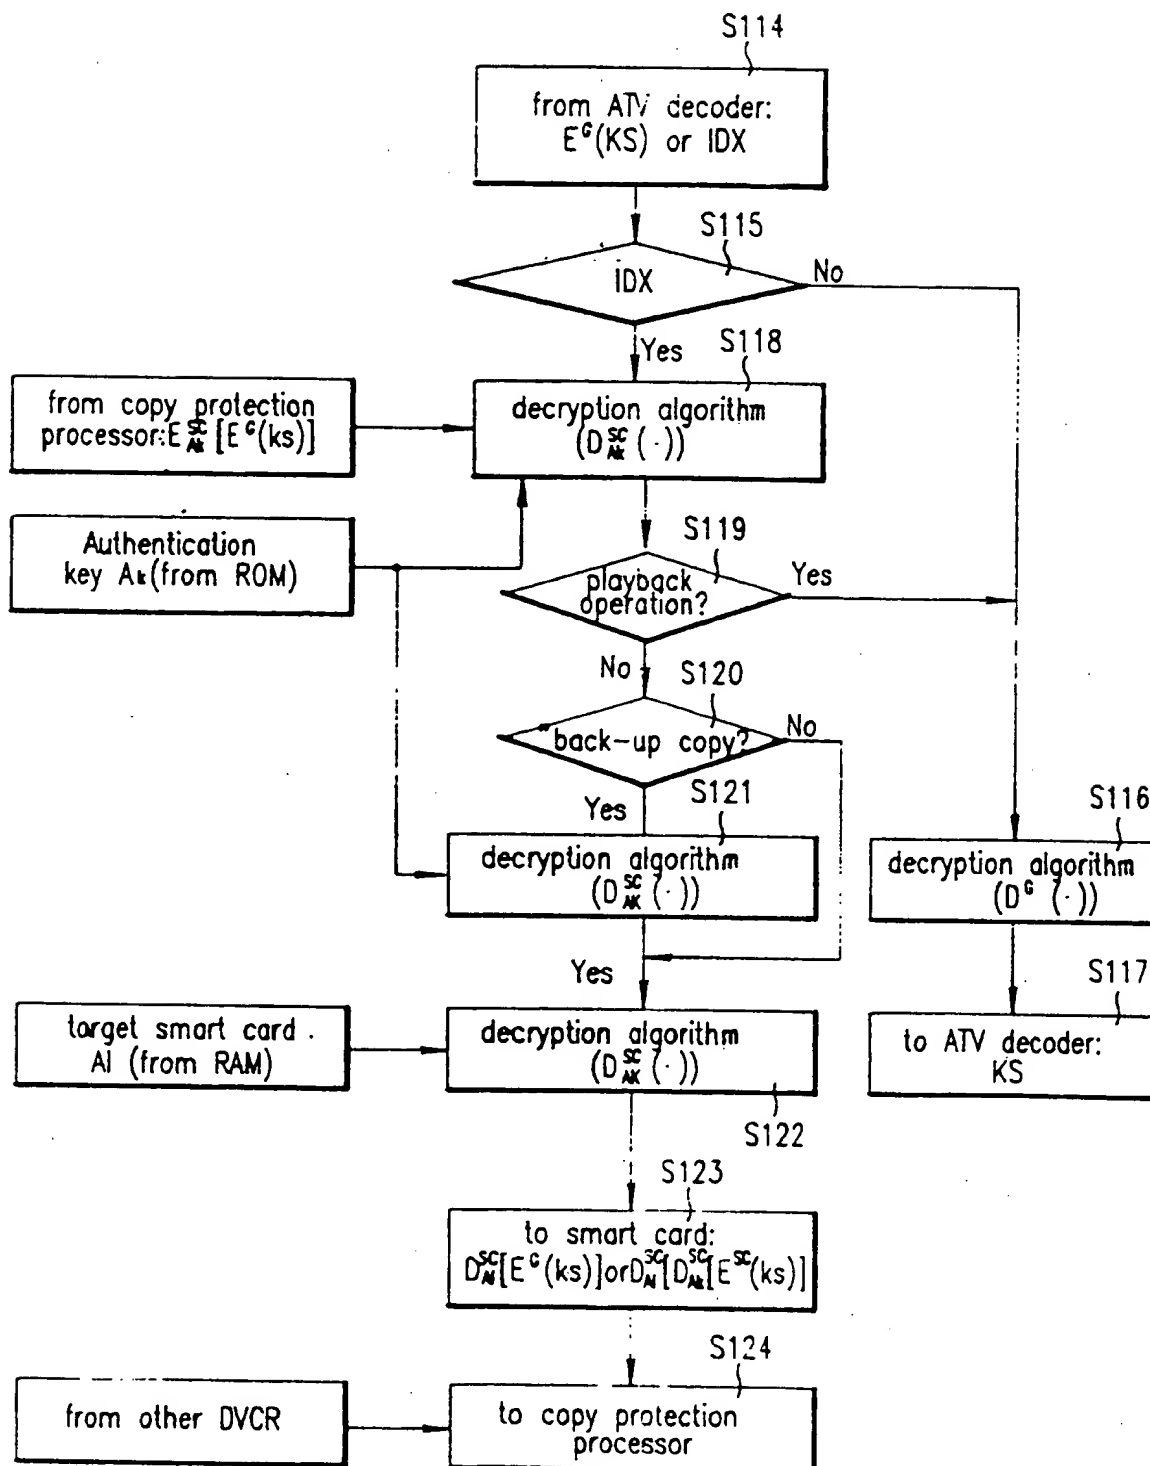 S114
from ATV decoder:
E^G(KS) or IDX
S115
IDX
No
Yes
S118
from copy protection
processor:E^SC_Ak[E^G(ks)]
decryption algorithm
(D^SC_Ak(·))
Authentication
key Ak(from ROM)
S119
playback
operation?
Yes
No
S120
back-up copy?
No
Yes
S121
decryption algorithm
(D^SC_AK(·))
S116
decryption algorithm
(D^G(·))
Yes
S117
target smart card
AI (from RAM)
decryption algorithm
(D^SC_AK(·))
to ATV decoder:
KS
S122
S123
to smart card:
D^SC_AI[E^G(ks)]orD^SC_AI[D^SC_Ak[E^SC(ks)]
S124
from other DVCR
to copy protection
processor